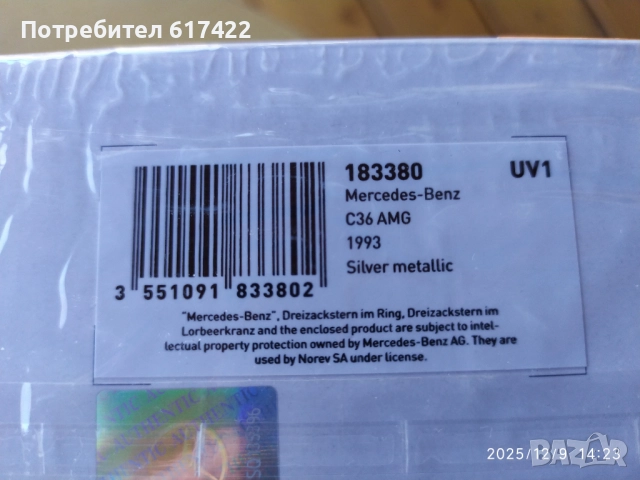 Потребител 617422
183380
UV1
Mercedes-Benz
C36 AMG
1993
Silver metallic
3 551091 833802
"Mercedes-Benz", Dreizackstern im Ring, Dreizackstern im
Lorbeerkranz and the enclosed product are subject to intel-
lectual property protection owned by Mercedes-Benz AG. They are
used by Norev SA under license.
AUTHENTIC
2025/12/9 14:23
BAZAR